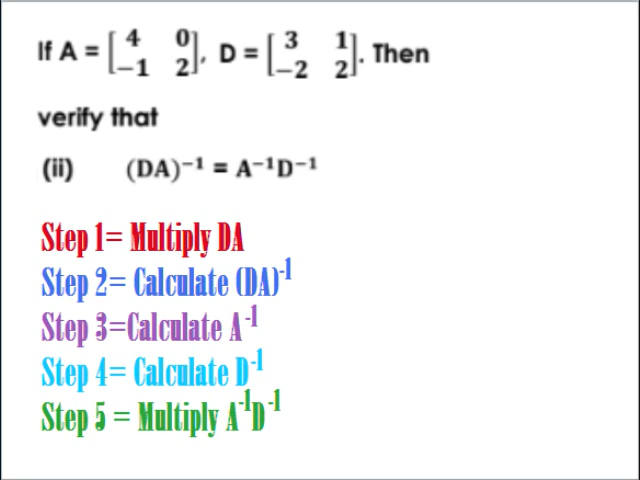 If A = [4 0 −1 2], D = [3 1 −2 2]. Then
verify that
(ii) (DA)⁻¹ = A⁻¹D⁻¹
Step 1= Multiply DA
Step 2= Calculate (DA)⁻¹
Step 3=Calculate A⁻¹
Step 4= Calculate D⁻¹
Step 5 = Multiply A⁻¹D⁻¹